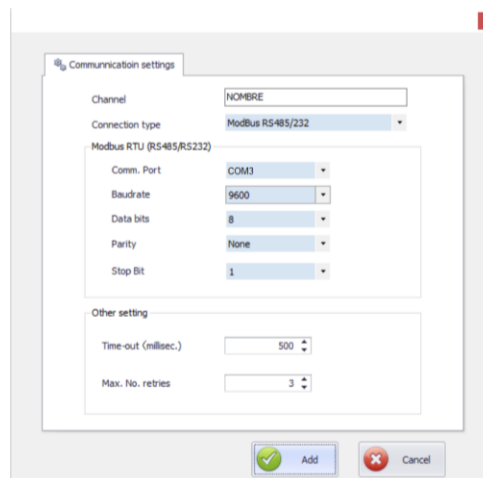 Communnicatioin settings
Channel NOMBRE
Connection type ModBus RS485/232
Modbus RTU (RS485/RS232)
Comm. Port COM3
Baudrate 9600
Data bits 8
Parity None
Stop Bit 1
Other setting
Time-out (millisec.) 500
Max. No. retries 3
Add Cancel